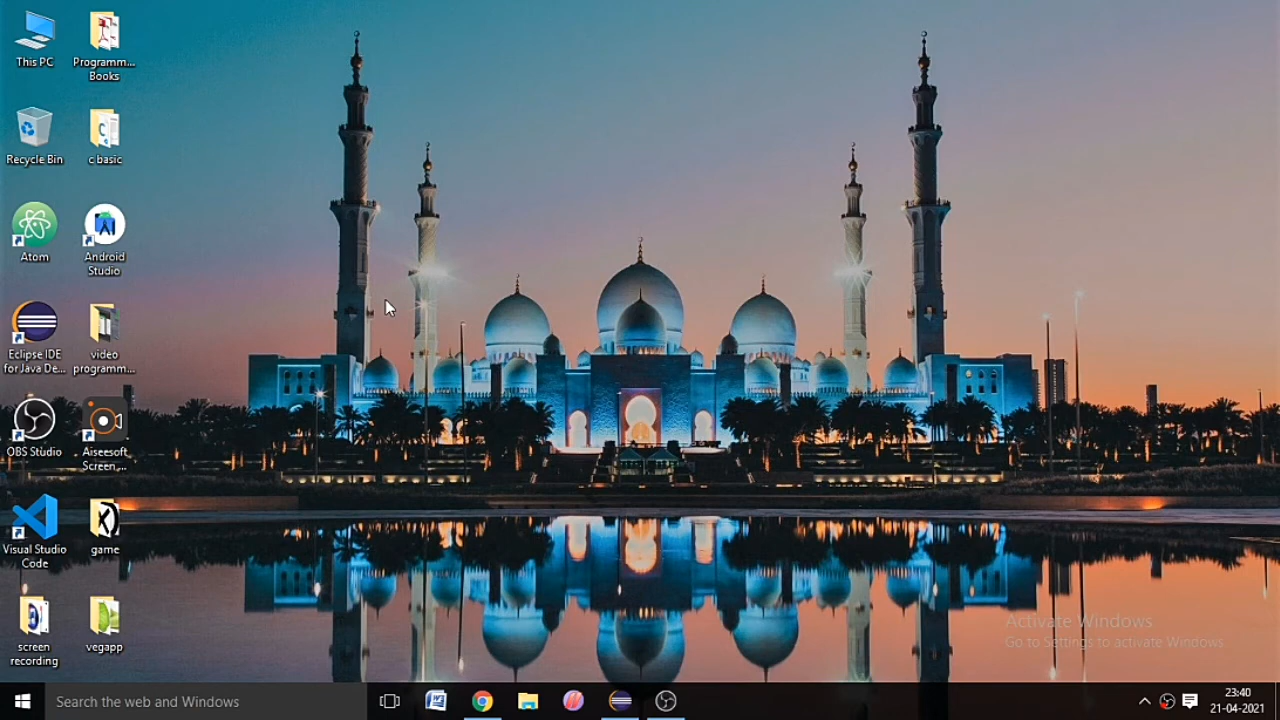 This PC
Programm...
Books
Recycle Bin
c basic
Atom
Android
Studio
Eclipse IDE
for Java De...
video
programm...
OBS Studio
Aiseesoft
Screen ...
Visual Studio
Code
game
screen
recording
vegapp
Activate Windows
Go to Settings to activate Windows
Search the web and Windows
23:40
21-04-2021